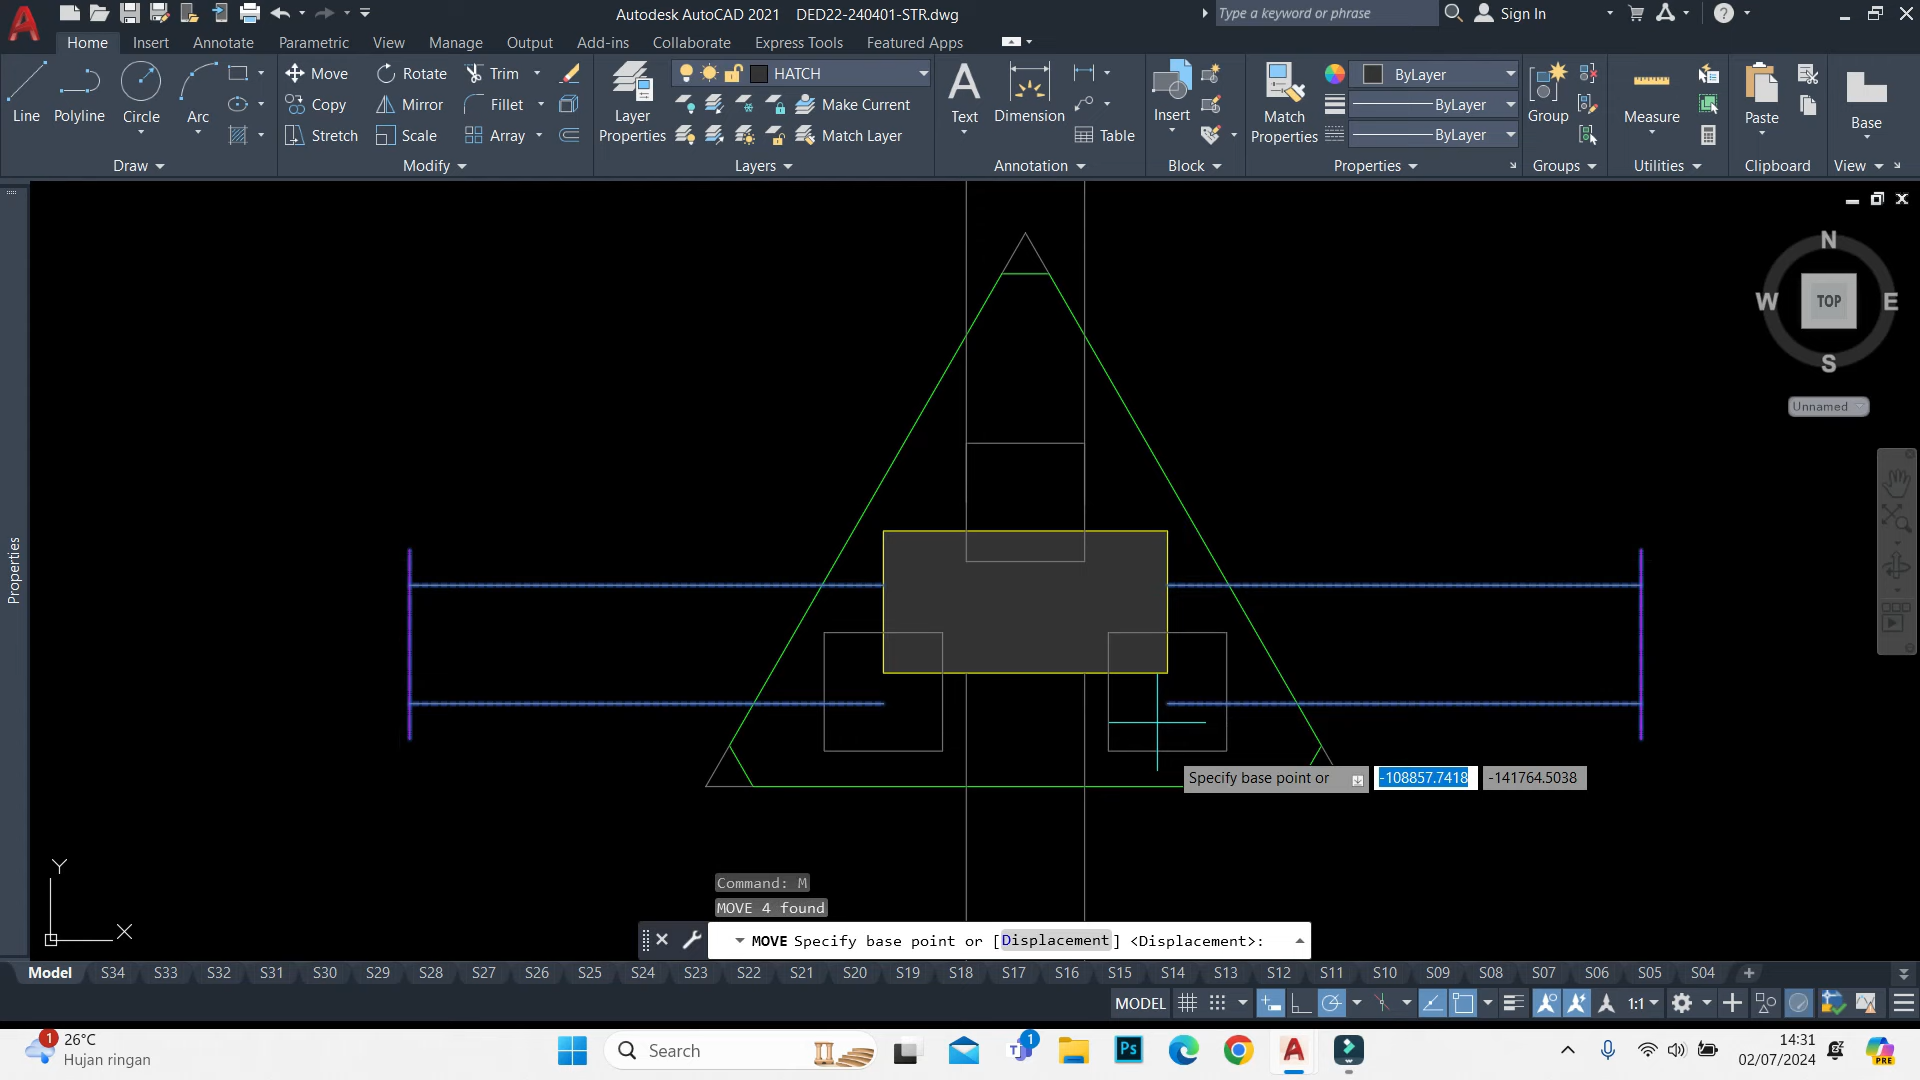 Autodesk AutoCAD 2021 DED22-240401-STR.dwg
Type a keyword or phrase
Sign In
Home Insert Annotate Parametric View Manage Output Add-ins Collaborate Express Tools Featured Apps
Line Polyline Circle Arc
Move Rotate Trim
Copy Mirror Fillet
Stretch Scale Array
Layer Properties
HATCH
Make Current
Match Layer
Text Dimension Table
Insert
Match Properties
ByLayer
ByLayer
ByLayer
Group
Measure
Paste
Base
Draw Modify Layers Annotation Block Properties Groups Utilities Clipboard View
Properties
N
W TOP E
S
Unnamed
Specify base point or -108857.7418 -141764.5038
Y
X
Command: M
MOVE 4 found
MOVE Specify base point or [Displacement] <Displacement>:
Model S34 S33 S32 S31 S30 S29 S28 S27 S26 S25 S24 S23 S22 S21 S20 S19 S18 S17 S16 S15 S14 S13 S12 S11 S10 S09 S08 S07 S06 S05 S04
MODEL 1:1
1 26°C
Hujan ringan
Search
1
Ps
PRE
14:31
02/07/2024